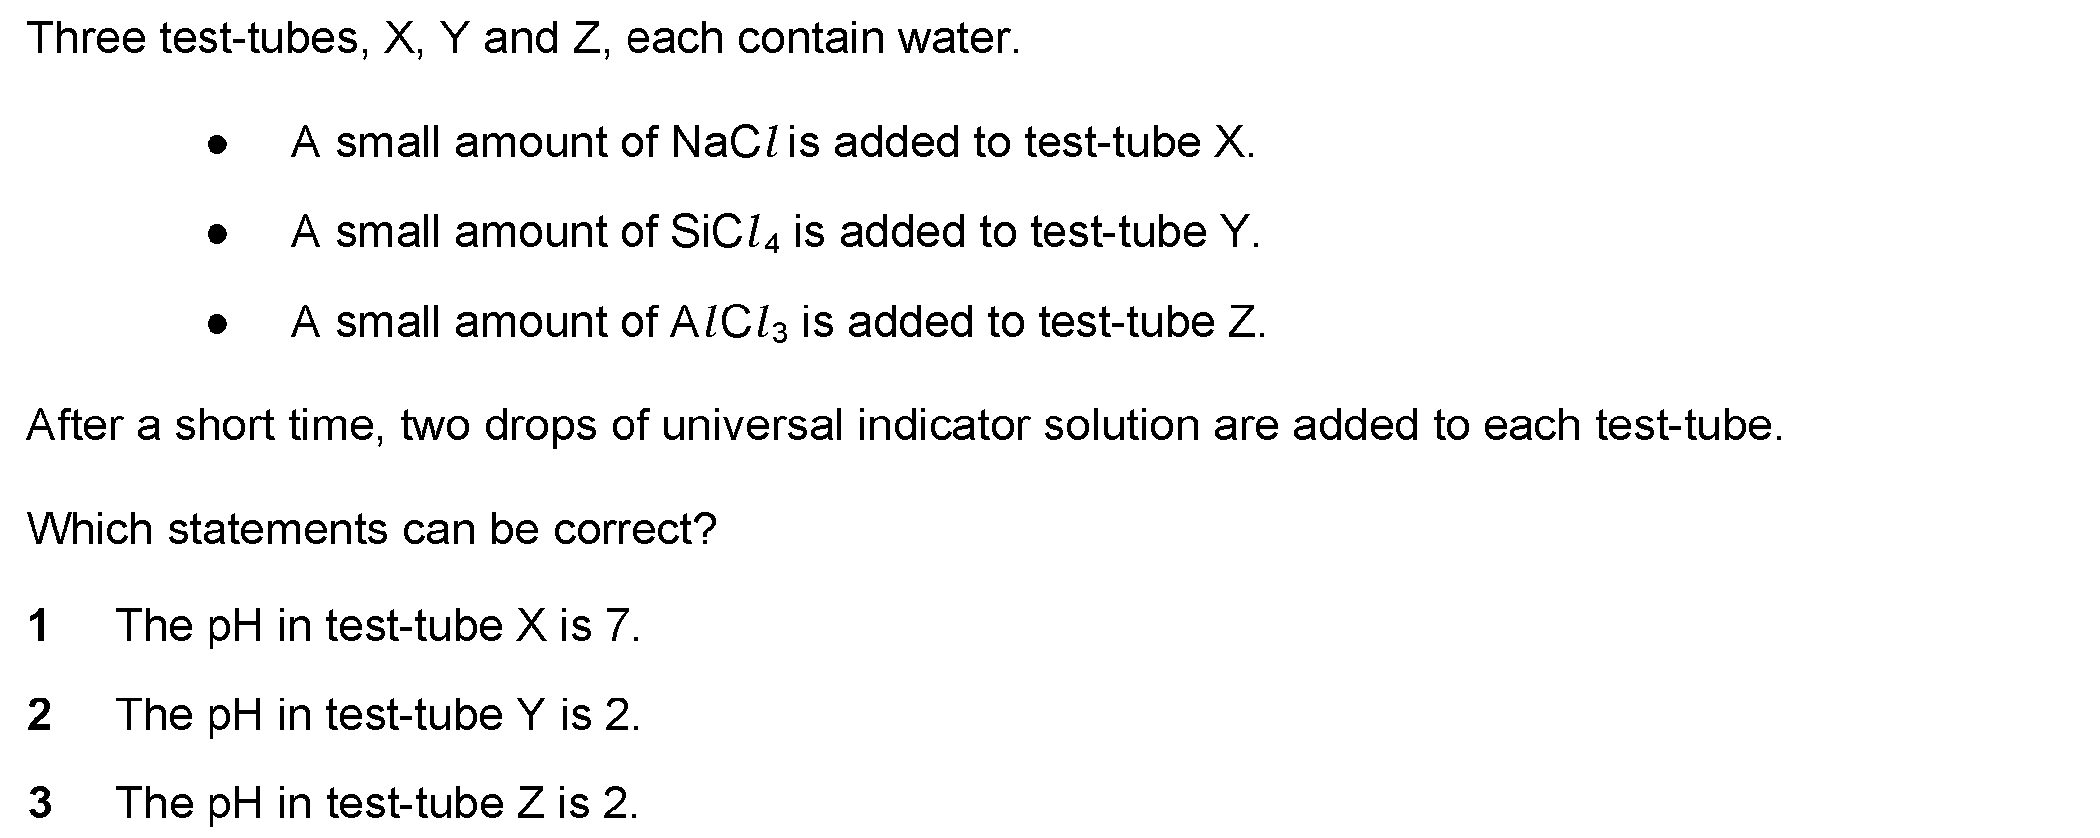 Three test-tubes, X, Y and Z, each contain water.
● A small amount of NaCl is added to test-tube X.
● A small amount of SiCl₄ is added to test-tube Y.
● A small amount of AlCl₃ is added to test-tube Z.
After a short time, two drops of universal indicator solution are added to each test-tube.
Which statements can be correct?
1 The pH in test-tube X is 7.
2 The pH in test-tube Y is 2.
3 The pH in test-tube Z is 2.